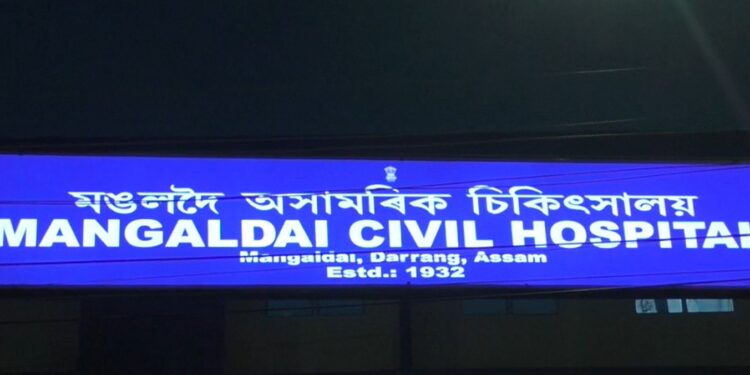 মঙলদৈ অসামৰিক চিকিৎসালয়
MANGALDAI CIVIL HOSPITAL
Mangaldai, Darrang, Assam
Estd.: 1932